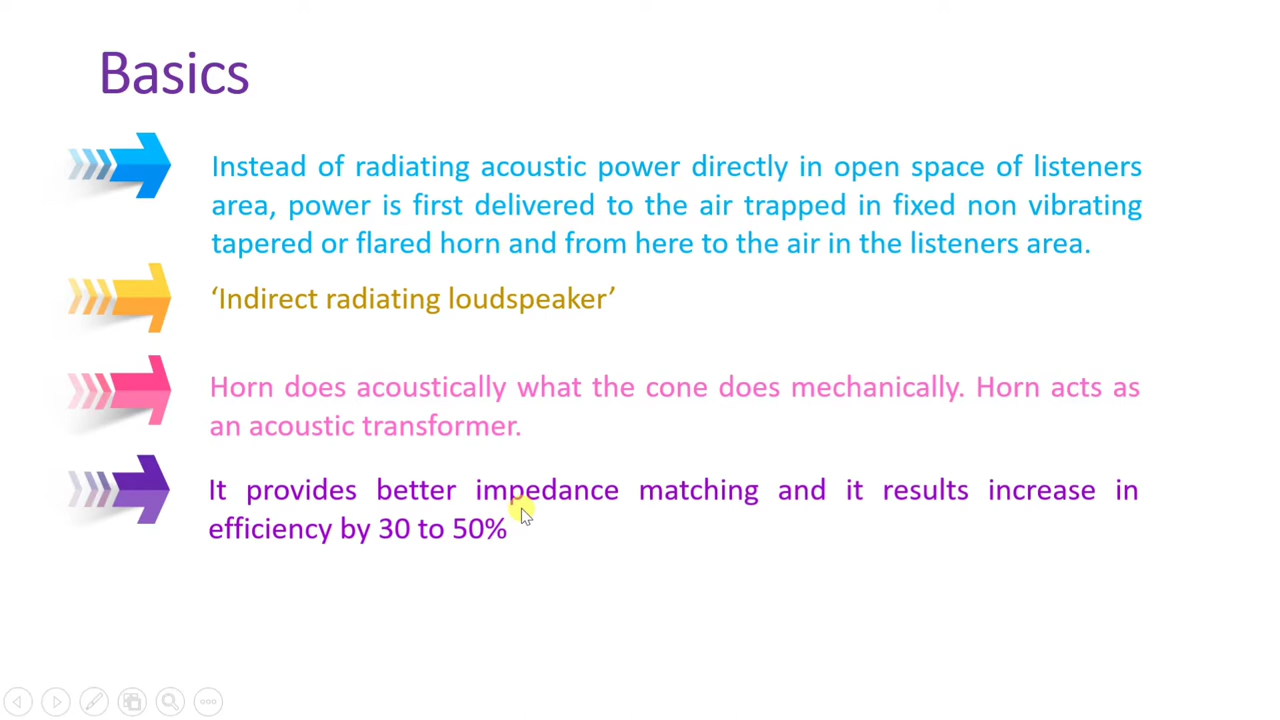 Basics
Instead of radiating acoustic power directly in open space of listeners
area, power is first delivered to the air trapped in fixed non vibrating
tapered or flared horn and from here to the air in the listeners area.
‘Indirect radiating loudspeaker’
Horn does acoustically what the cone does mechanically. Horn acts as
an acoustic transformer.
It provides better impedance matching and it results increase in
efficiency by 30 to 50%